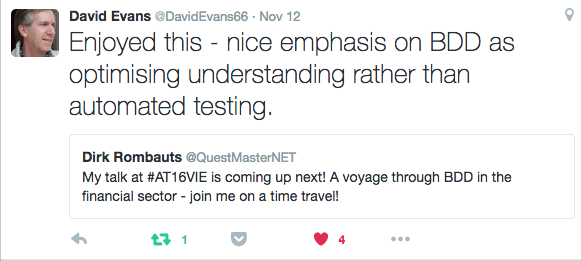 David Evans @DavidEvans66 · Nov 12
Enjoyed this - nice emphasis on BDD as
optimising understanding rather than
automated testing.
Dirk Rombauts @QuestMasterNET
My talk at #AT16VIE is coming up next! A voyage through BDD in the
financial sector - join me on a time travel!
1 4